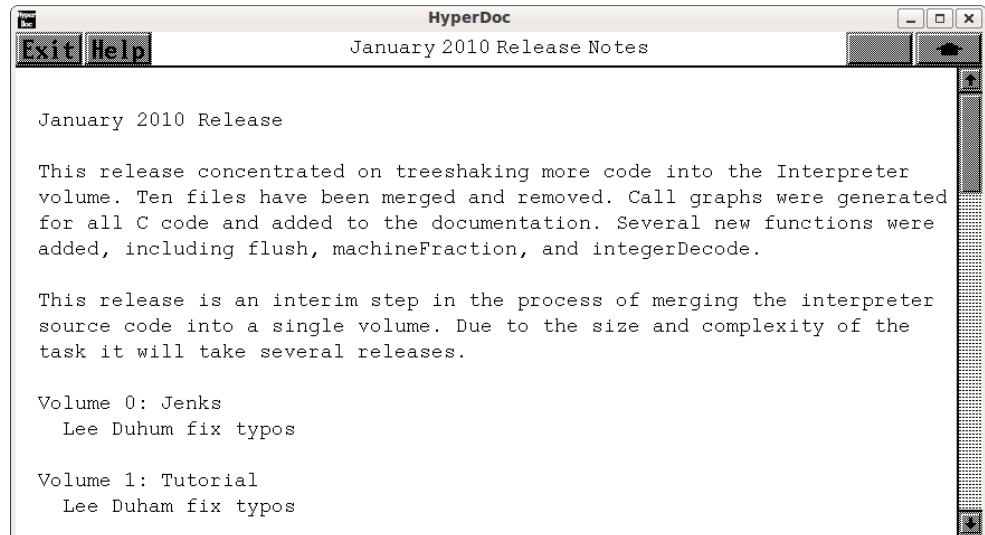 Hyper
Doc
HyperDoc
Exit Help
January 2010 Release Notes
January 2010 Release
This release concentrated on treeshaking more code into the Interpreter
volume. Ten files have been merged and removed. Call graphs were generated
for all C code and added to the documentation. Several new functions were
added, including flush, machineFraction, and integerDecode.
This release is an interim step in the process of merging the interpreter
source code into a single volume. Due to the size and complexity of the
task it will take several releases.
Volume 0: Jenks
Lee Duhum fix typos
Volume 1: Tutorial
Lee Duham fix typos